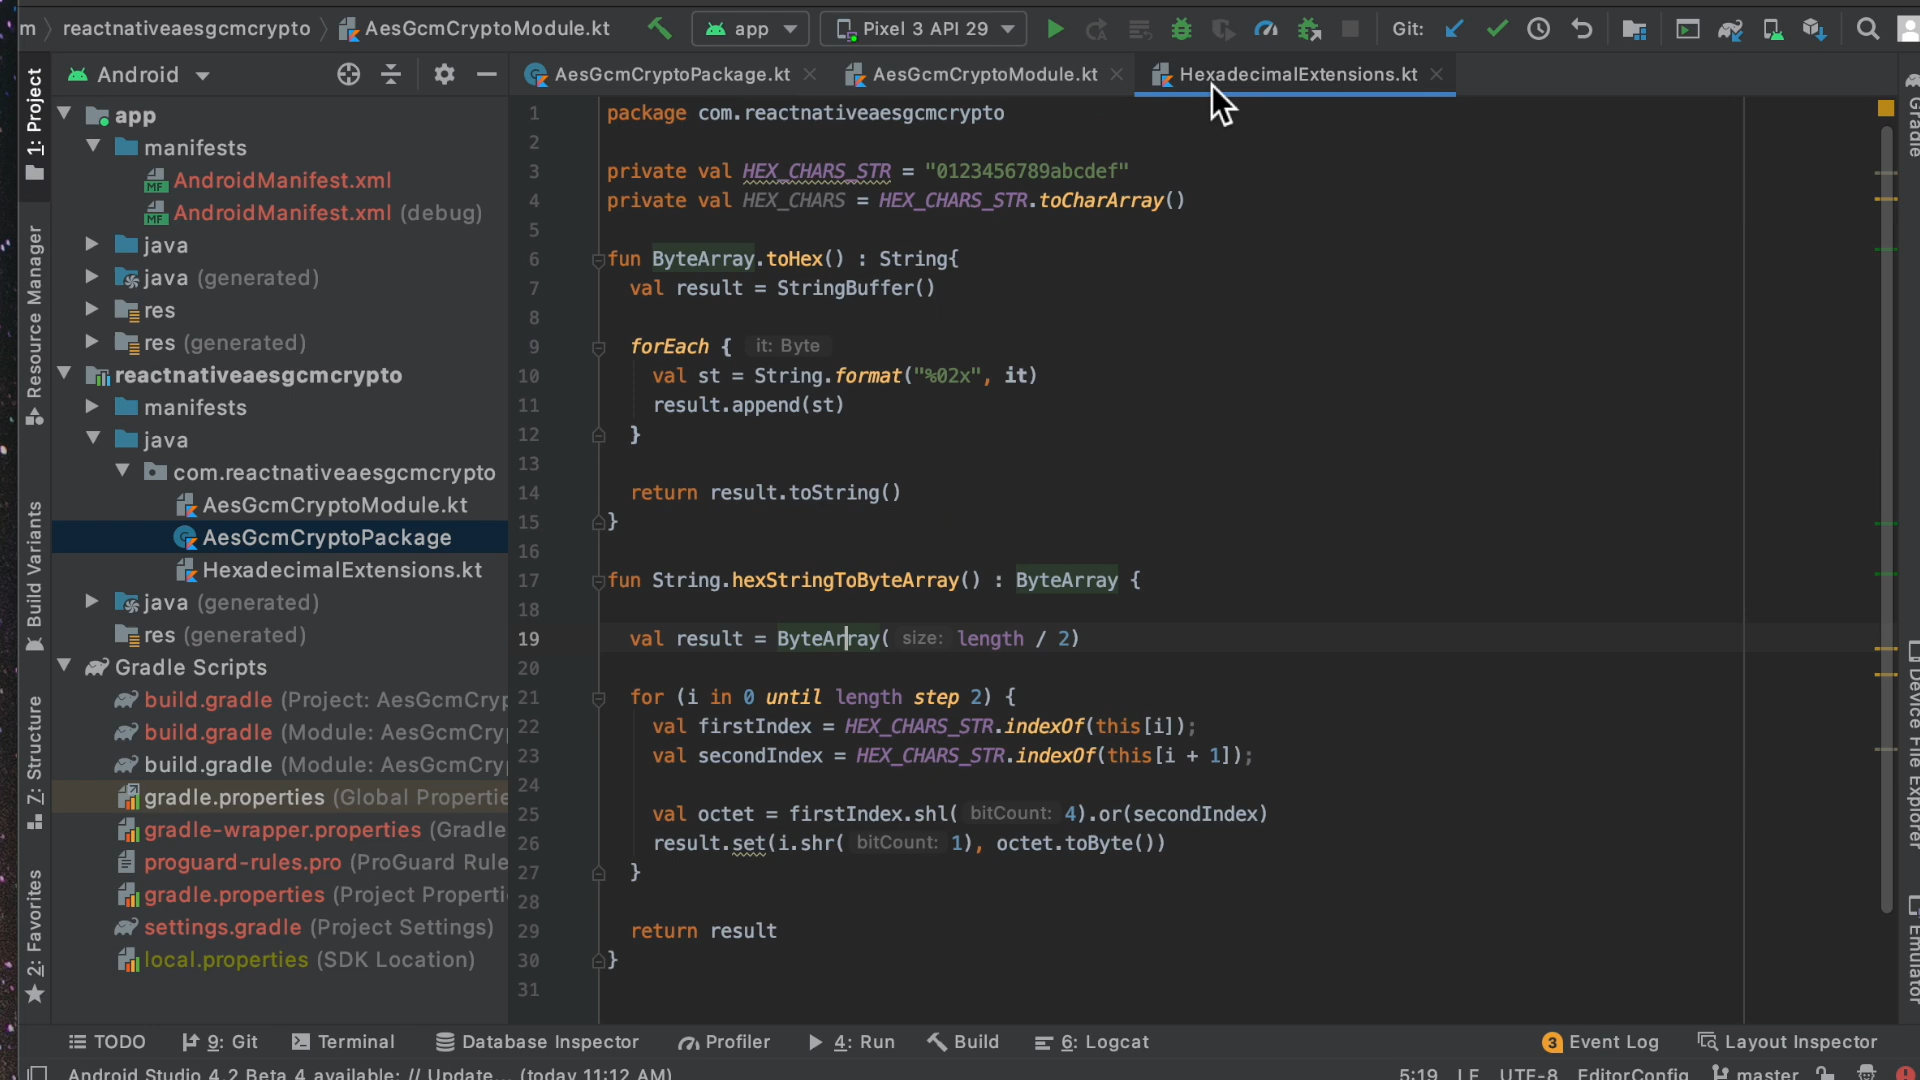 m
reactnativeaesgcmcrypto
AesGcmCryptoModule.kt
app
Pixel 3 API 29
Git:
Android
AesGcmCryptoPackage.kt
AesGcmCryptoModule.kt
HexadecimalExtensions.kt
1: Project
Resource Manager
Build Variants
Z: Structure
2: Favorites
app
manifests
AndroidManifest.xml
AndroidManifest.xml (debug)
java
java (generated)
res
res (generated)
reactnativeaesgcmcrypto
manifests
java
com.reactnativeaesgcmcrypto
AesGcmCryptoModule.kt
AesGcmCryptoPackage
HexadecimalExtensions.kt
java (generated)
res (generated)
Gradle Scripts
build.gradle (Project: AesGcmCryp
build.gradle (Module: AesGcmCry
build.gradle (Module: AesGcmCry
gradle.properties (Global Propertie
gradle-wrapper.properties (Gradle
proguard-rules.pro (ProGuard Rule
gradle.properties (Project Properti
settings.gradle (Project Settings)
local.properties (SDK Location)
1 package com.reactnativeaesgcmcrypto
2
3 private val HEX_CHARS_STR = "0123456789abcdef"
4 private val HEX_CHARS = HEX_CHARS_STR.toCharArray()
5
6 fun ByteArray.toHex() : String{
7 val result = StringBuffer()
8
9 forEach { it: Byte
10 val st = String.format("%02x", it)
11 result.append(st)
12 }
13
14 return result.toString()
15 }
16
17 fun String.hexStringToByteArray() : ByteArray {
18
19 val result = ByteArray( size: length / 2)
20
21 for (i in 0 until length step 2) {
22 val firstIndex = HEX_CHARS_STR.indexOf(this[i]);
23 val secondIndex = HEX_CHARS_STR.indexOf(this[i + 1]);
24
25 val octet = firstIndex.shl( bitCount: 4).or(secondIndex)
26 result.set(i.shr( bitCount: 1), octet.toByte())
27 }
28
29 return result
30 }
31
Gradle
Device File Explorer
Emulator
TODO
9: Git
Terminal
Database Inspector
Profiler
4: Run
Build
6: Logcat
3 Event Log
Layout Inspector
Android Studio 4.2 Beta 4 available: // Update... (today 11:12 AM)
5:19 LF UTF-8 EditorConfig master